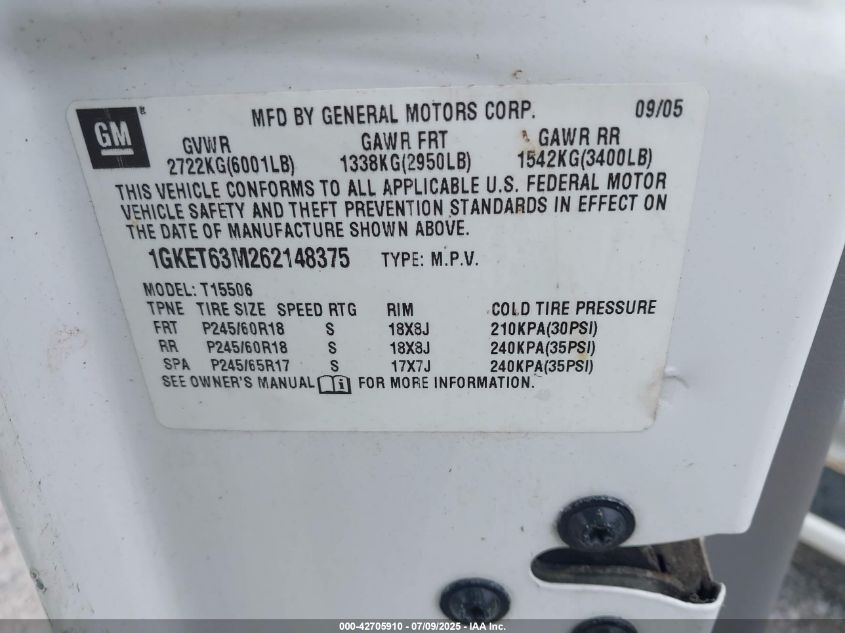 MFD BY GENERAL MOTORS CORP. 09/05
GM ®
GVWR GAWR FRT GAWR RR
2722KG(6001LB) 1338KG(2950LB) 1542KG(3400LB)
THIS VEHICLE CONFORMS TO ALL APPLICABLE U.S. FEDERAL MOTOR
VEHICLE SAFETY AND THEFT PREVENTION STANDARDS IN EFFECT ON
THE DATE OF MANUFACTURE SHOWN ABOVE.
1GKET63M262148375 TYPE: M.P.V.
MODEL: T15506
TPNE TIRE SIZE SPEED RTG RIM COLD TIRE PRESSURE
FRT P245/60R18 S 18X8J 210KPA(30PSI)
RR P245/60R18 S 18X8J 240KPA(35PSI)
SPA P245/65R17 S 17X7J 240KPA(35PSI)
SEE OWNER'S MANUAL i FOR MORE INFORMATION.
000-42705910 - 07/09/2025 - IAA Inc.